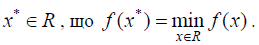 x* ∈ R , що f(x*) = min f(x) .
x∈R